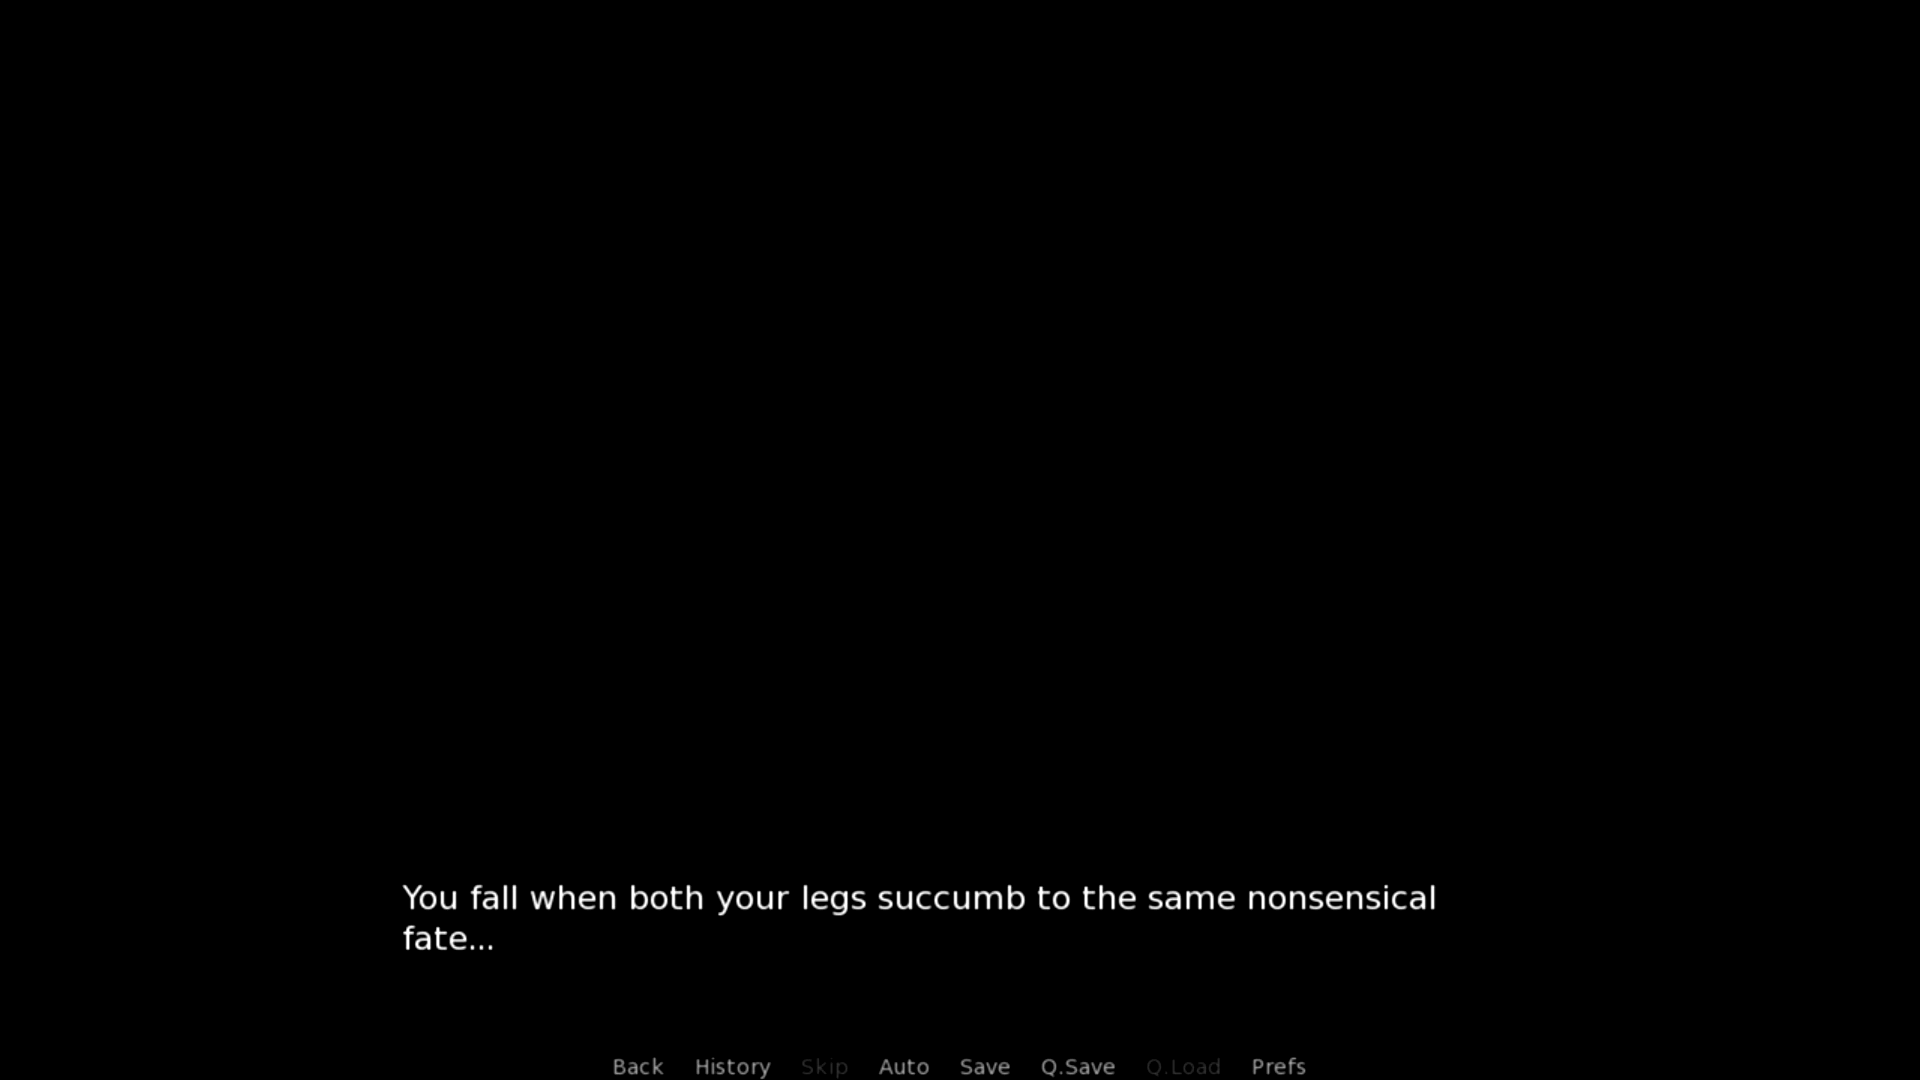 You fall when both your legs succumb to the same nonsensical
fate...
Back History Skip Auto Save Q.Save Q.Load Prefs